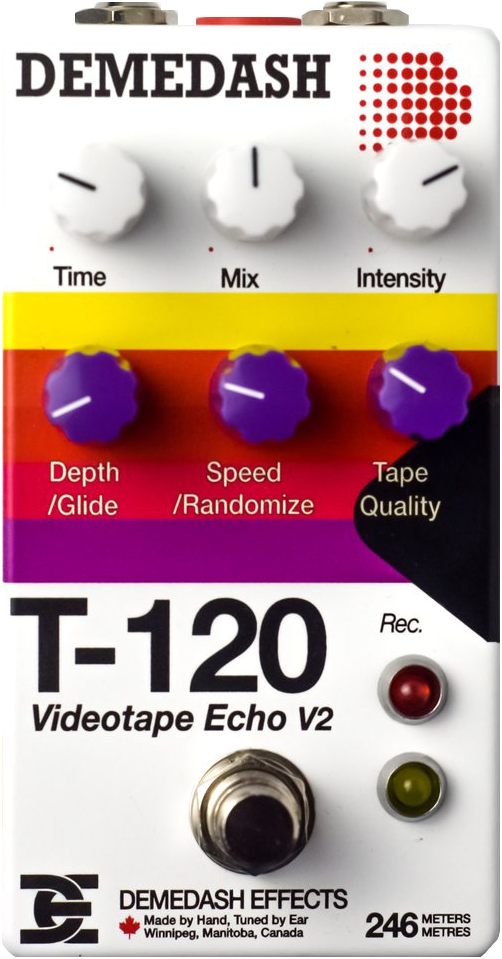 DEMEDASH
Time Mix Intensity
Depth Speed Tape
/Glide /Randomize Quality
T-120
Rec.
Videotape Echo V2
DEMEDASH EFFECTS
Made by Hand, Tuned by Ear
Winnipeg, Manitoba, Canada
246 METERS
METRES